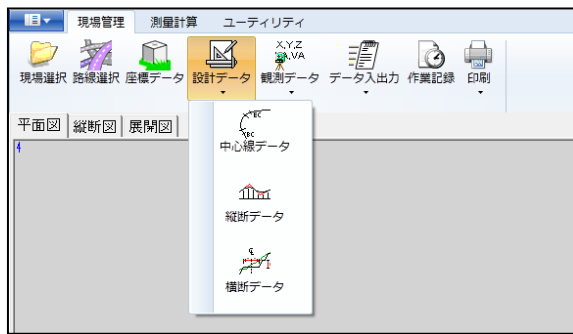 現場管理 測量計算 ユーティリティ
X,Y,Z
HA,VA
現場選択 路線選択 座標データ 設計データ 観測データ データ入出力 作業記録 印刷
平面図 縦断図 展開図
BC
BC
中心線データ
縦断データ
横断データ